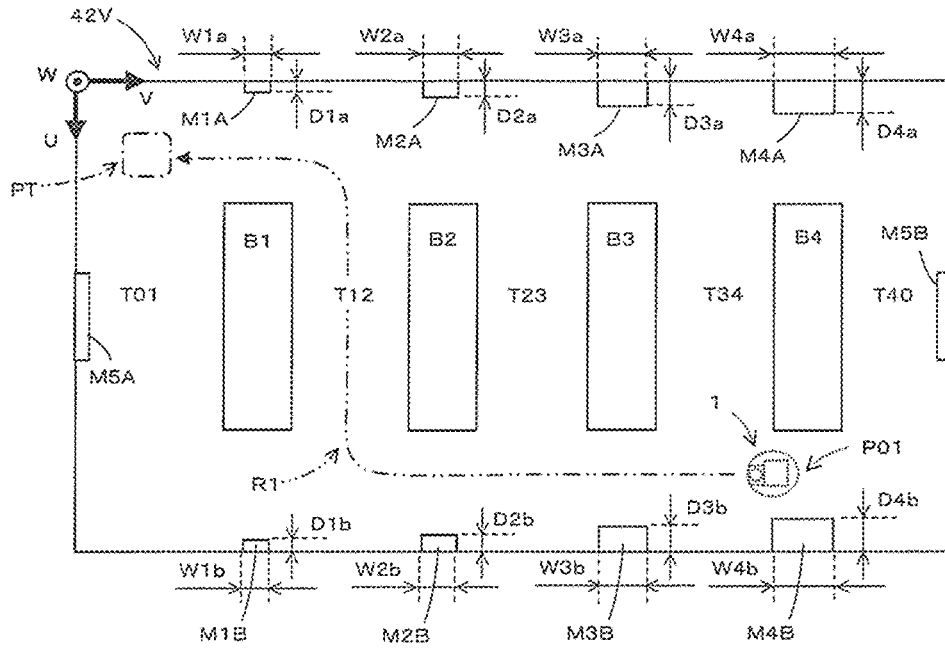 42V
W1a W2a W3a W4a
W
V
U
M1A D1a M2A D2a M3A D3a M4A D4a
PT
B1 B2 B3 B4
M5B
T01 T12 T23 T34 T40
M5A
1
P01
R1
D1b D2b D3b D4b
W1b W2b W3b W4b
M1B M2B M3B M4B